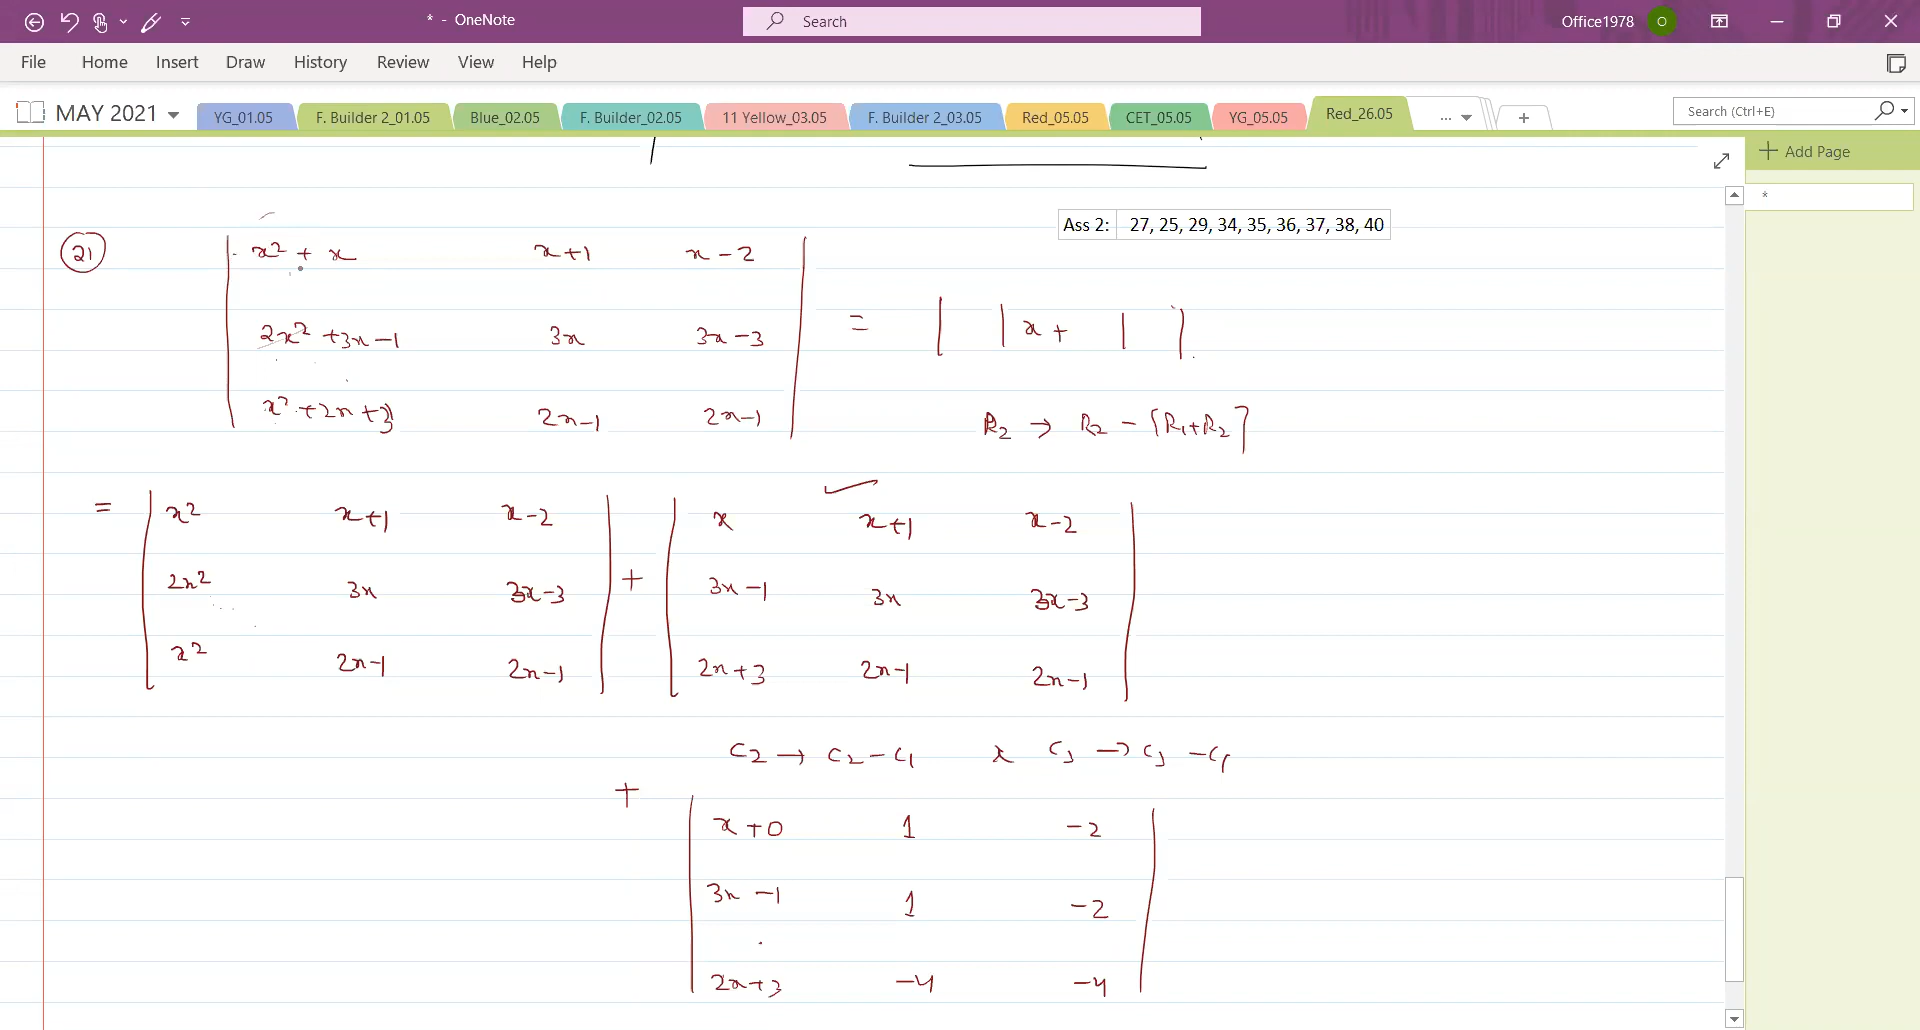 * - OneNote
Search
Office1978
O
File Home Insert Draw History Review View Help
MAY 2021
YG_01.05 F. Builder 2_01.05 Blue_02.05 F. Builder_02.05 11 Yellow_03.05 F. Builder 2_03.05 Red_05.05 CET_05.05 YG_05.05 Red_26.05 ...
Search (Ctrl+E)
+ Add Page
*
Ass 2: 27, 25, 29, 34, 35, 36, 37, 38, 40
21
| x² + x x+1 x-2 |
| 2x² +3x-1 3x 3x-3 | = | | x + | |
| x² +2x+3 2x-1 2x-1 |
R₂ → R₂ - [R₁+R₂]
= | x² x+1 x-2 | + | x x+1 x-2 |
| 2x² 3x 3x-3 | | 3x-1 3x 3x-3 |
| x² 2x-1 2x-1 | | 2x+3 2x-1 2x-1 |
C₂ → C₂ - C₁ C₃ → C₃ - C₁
+ | x+0 1 -2 |
| 3x -1 1 -2 |
| 2x+3 -4 -4 |